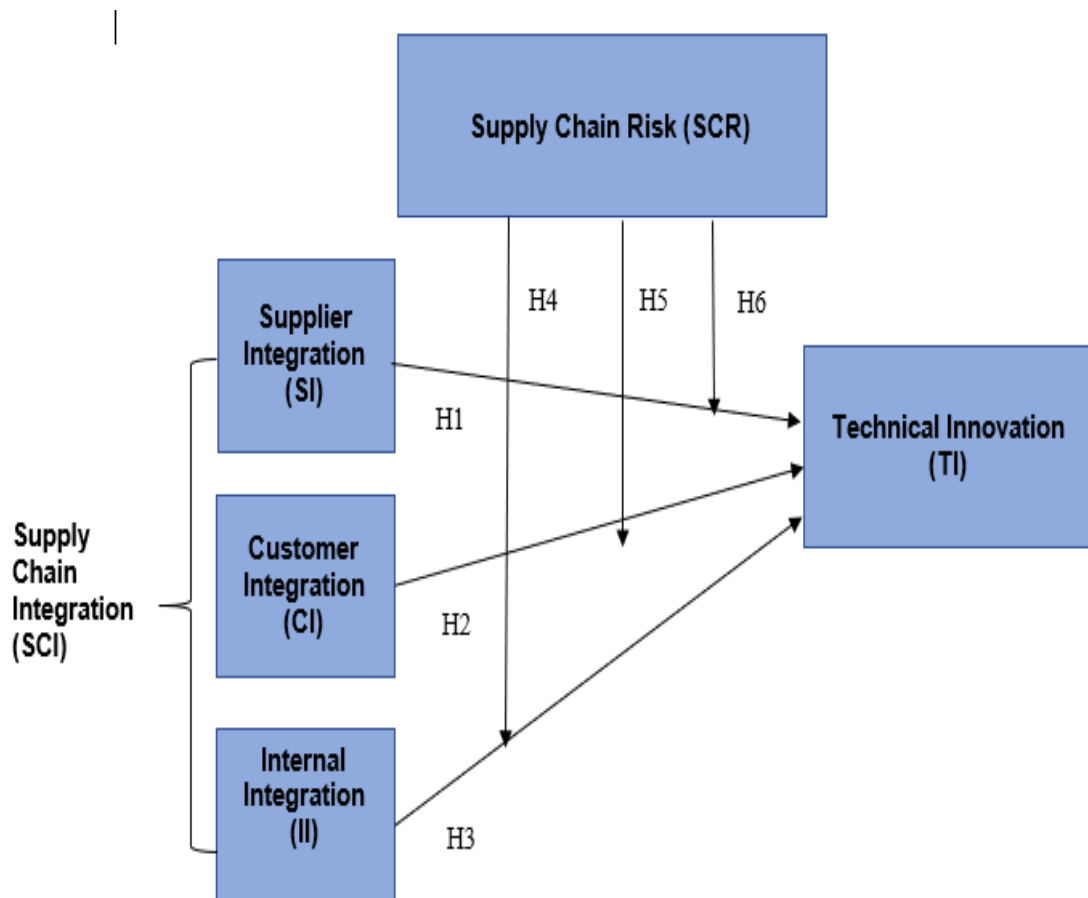 Supply Chain Risk (SCR)
Supplier
Integration
(SI)
H4
H5
H6
H1
Technical Innovation
(TI)
Supply
Chain
Integration
(SCI)
Customer
Integration
(CI)
H2
Internal
Integration
(II)
H3